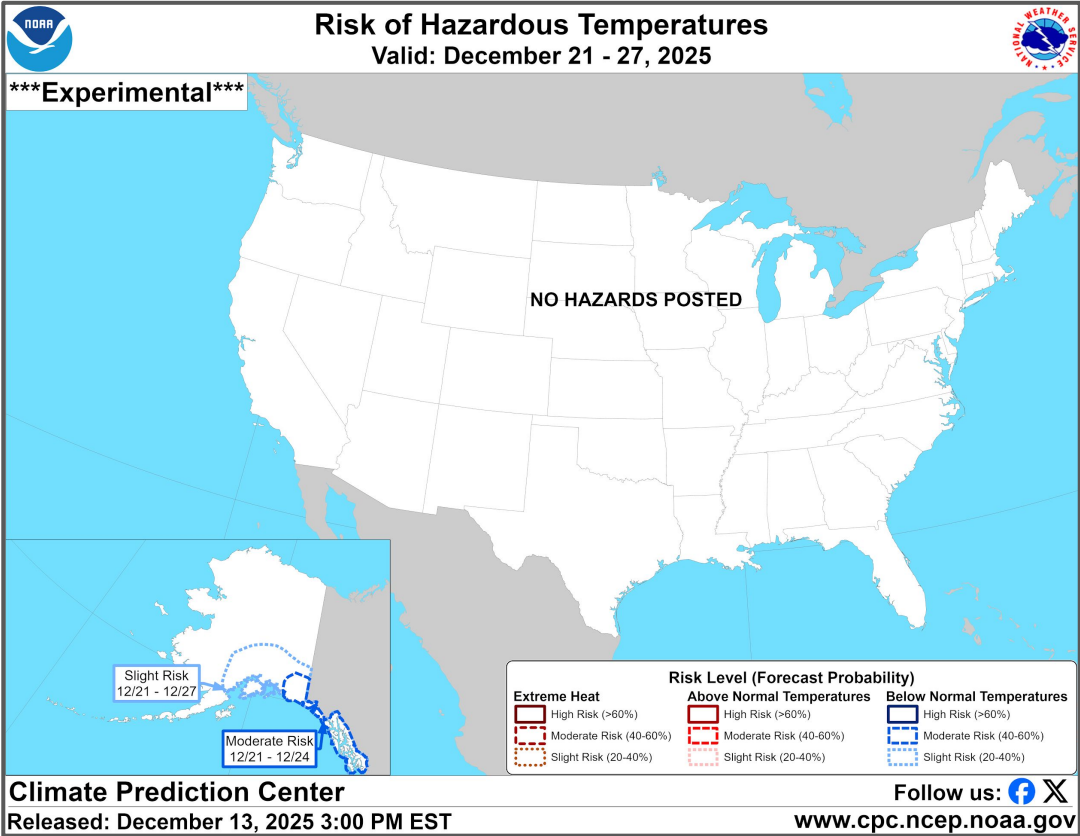 NOAA
Risk of Hazardous Temperatures
Valid: December 21 - 27, 2025
NATIONAL WEATHER SERVICE
***Experimental***
NO HAZARDS POSTED
Slight Risk
12/21 - 12/27
Moderate Risk
12/21 - 12/24
Risk Level (Forecast Probability)
Extreme Heat
High Risk (>60%)
Moderate Risk (40-60%)
Slight Risk (20-40%)
Above Normal Temperatures
High Risk (>60%)
Moderate Risk (40-60%)
Slight Risk (20-40%)
Below Normal Temperatures
High Risk (>60%)
Moderate Risk (40-60%)
Slight Risk (20-40%)
Climate Prediction Center
Follow us:
Released: December 13, 2025 3:00 PM EST
www.cpc.ncep.noaa.gov